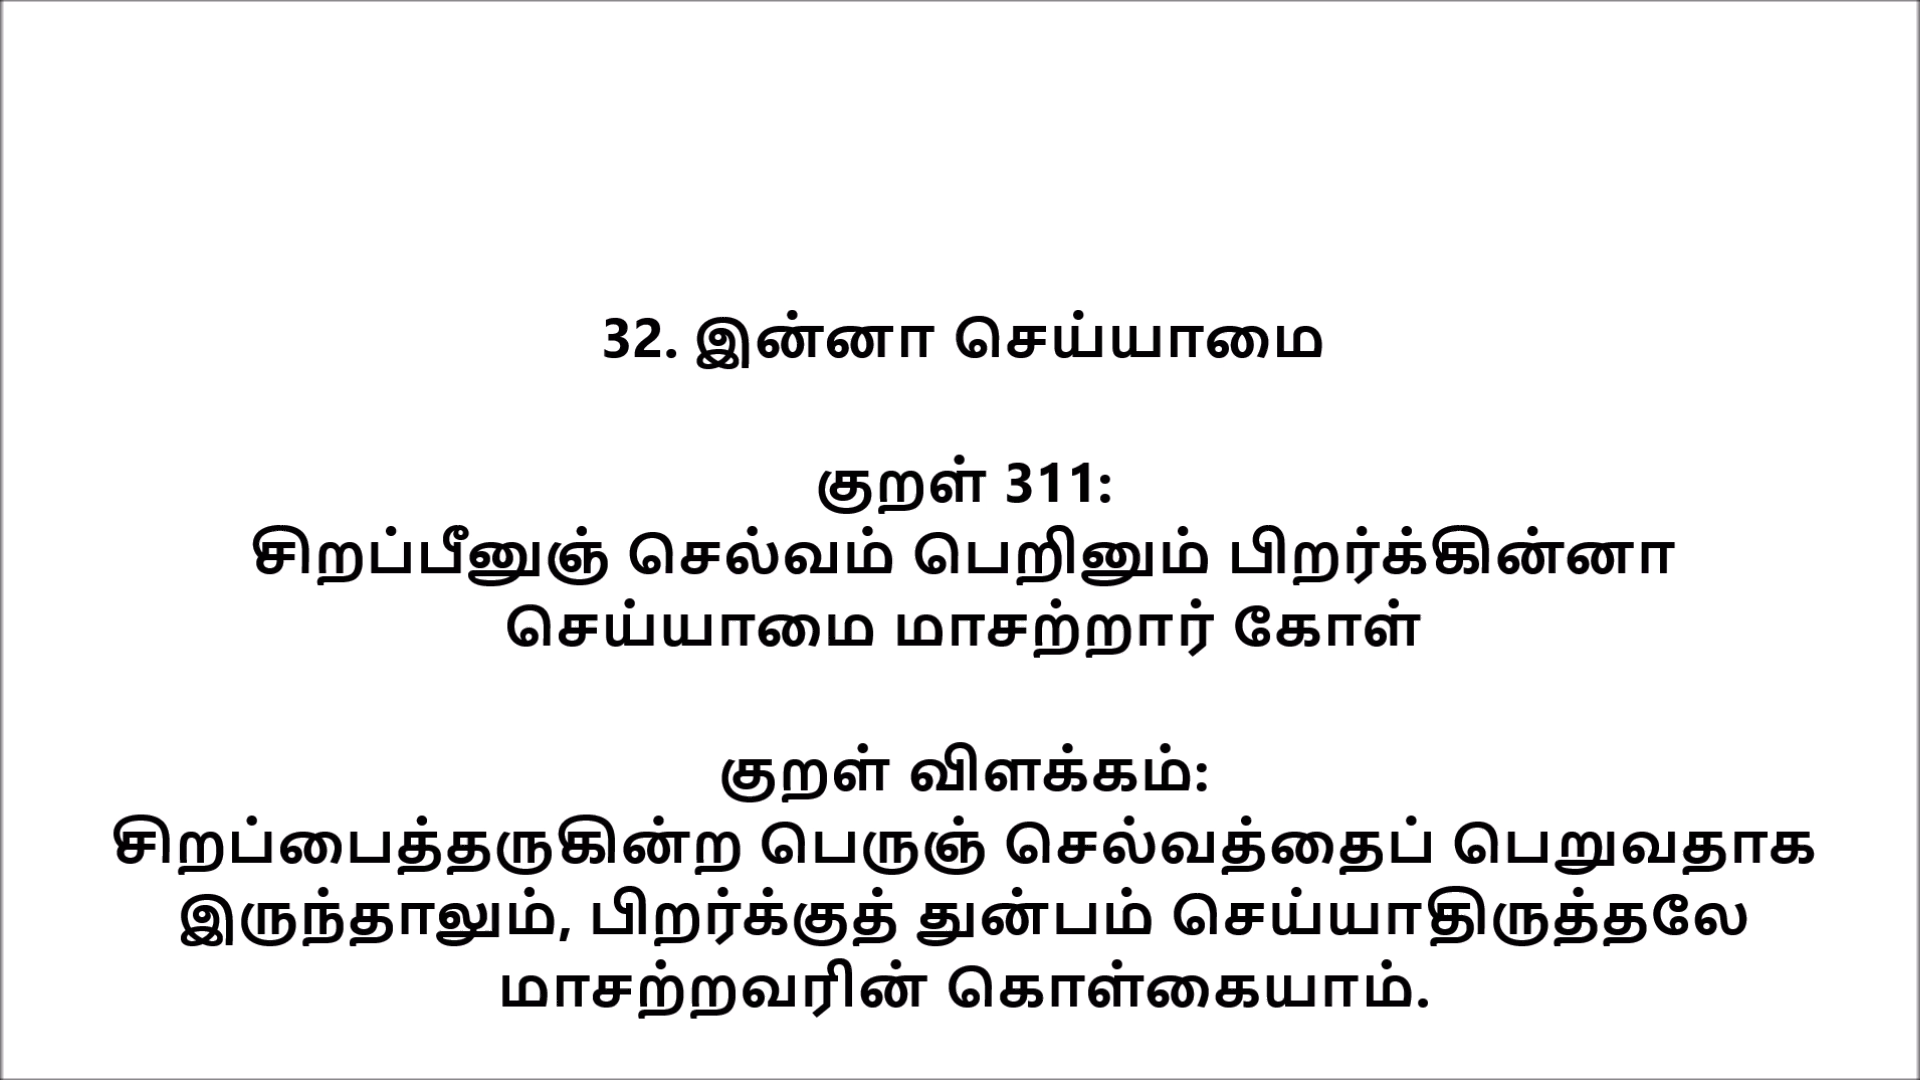 32. இன்னா செய்யாமை
குறள் 311:
சிறப்பீனுஞ் செல்வம் பெறினும் பிறர்க்கின்னா
செய்யாமை மாசற்றார் கோள்
குறள் விளக்கம்:
சிறப்பைத்தருகின்ற பெருஞ் செல்வத்தைப் பெறுவதாக
இருந்தாலும், பிறர்க்குத் துன்பம் செய்யாதிருத்தலே
மாசற்றவரின் கொள்கையாம்.